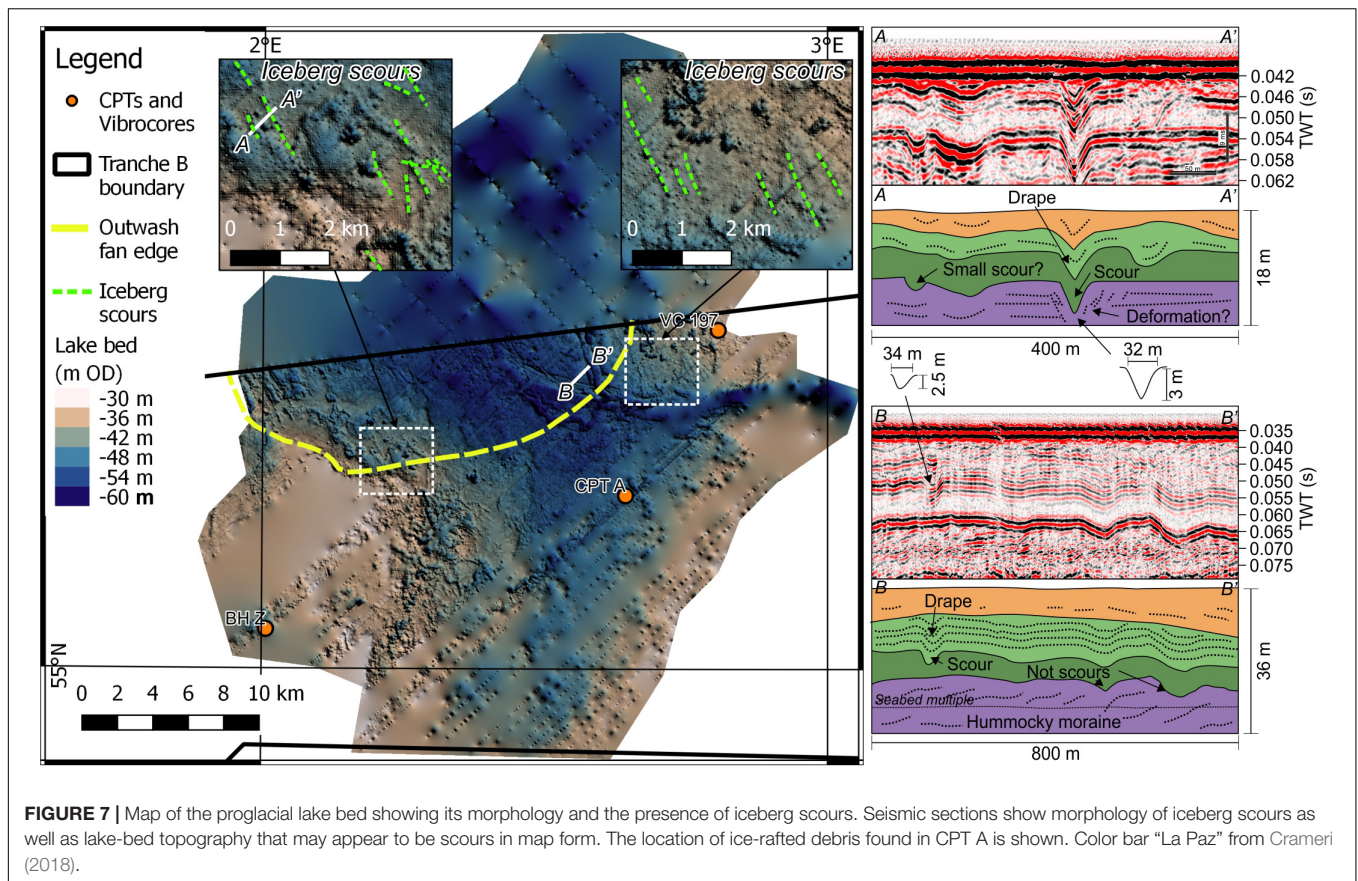 Legend
CPTs and
Vibrocores
Tranche B
boundary
Outwash
fan edge
Iceberg
scours
Lake bed
(m OD)
-30 m
-36 m
-42 m
-48 m
-54 m
-60 m
2°E
3°E
55°N
Iceberg scours
A
A'
0 1 2 km
Iceberg scours
0 1 2 km
VC 197
B
B'
CPT A
BH Z
0 2 4 6 8 10 km
A
A'
0.042
0.046
0.050
0.054
0.058
0.062
TWT (s)
50 m
A
A'
Drape
Small scour?
Scour
Deformation?
18 m
400 m
34 m
2.5 m
32 m
3 m
B
B'
0.035
0.040
0.045
0.050
0.055
0.060
0.065
0.070
0.075
TWT (s)
B
B'
Drape
Scour
Not scours
Seabed multiple
Hummocky moraine
36 m
800 m
FIGURE 7 | Map of the proglacial lake bed showing its morphology and the presence of iceberg scours. Seismic sections show morphology of iceberg scours as
well as lake-bed topography that may appear to be scours in map form. The location of ice-rafted debris found in CPT A is shown. Color bar “La Paz” from Crameri
(2018).